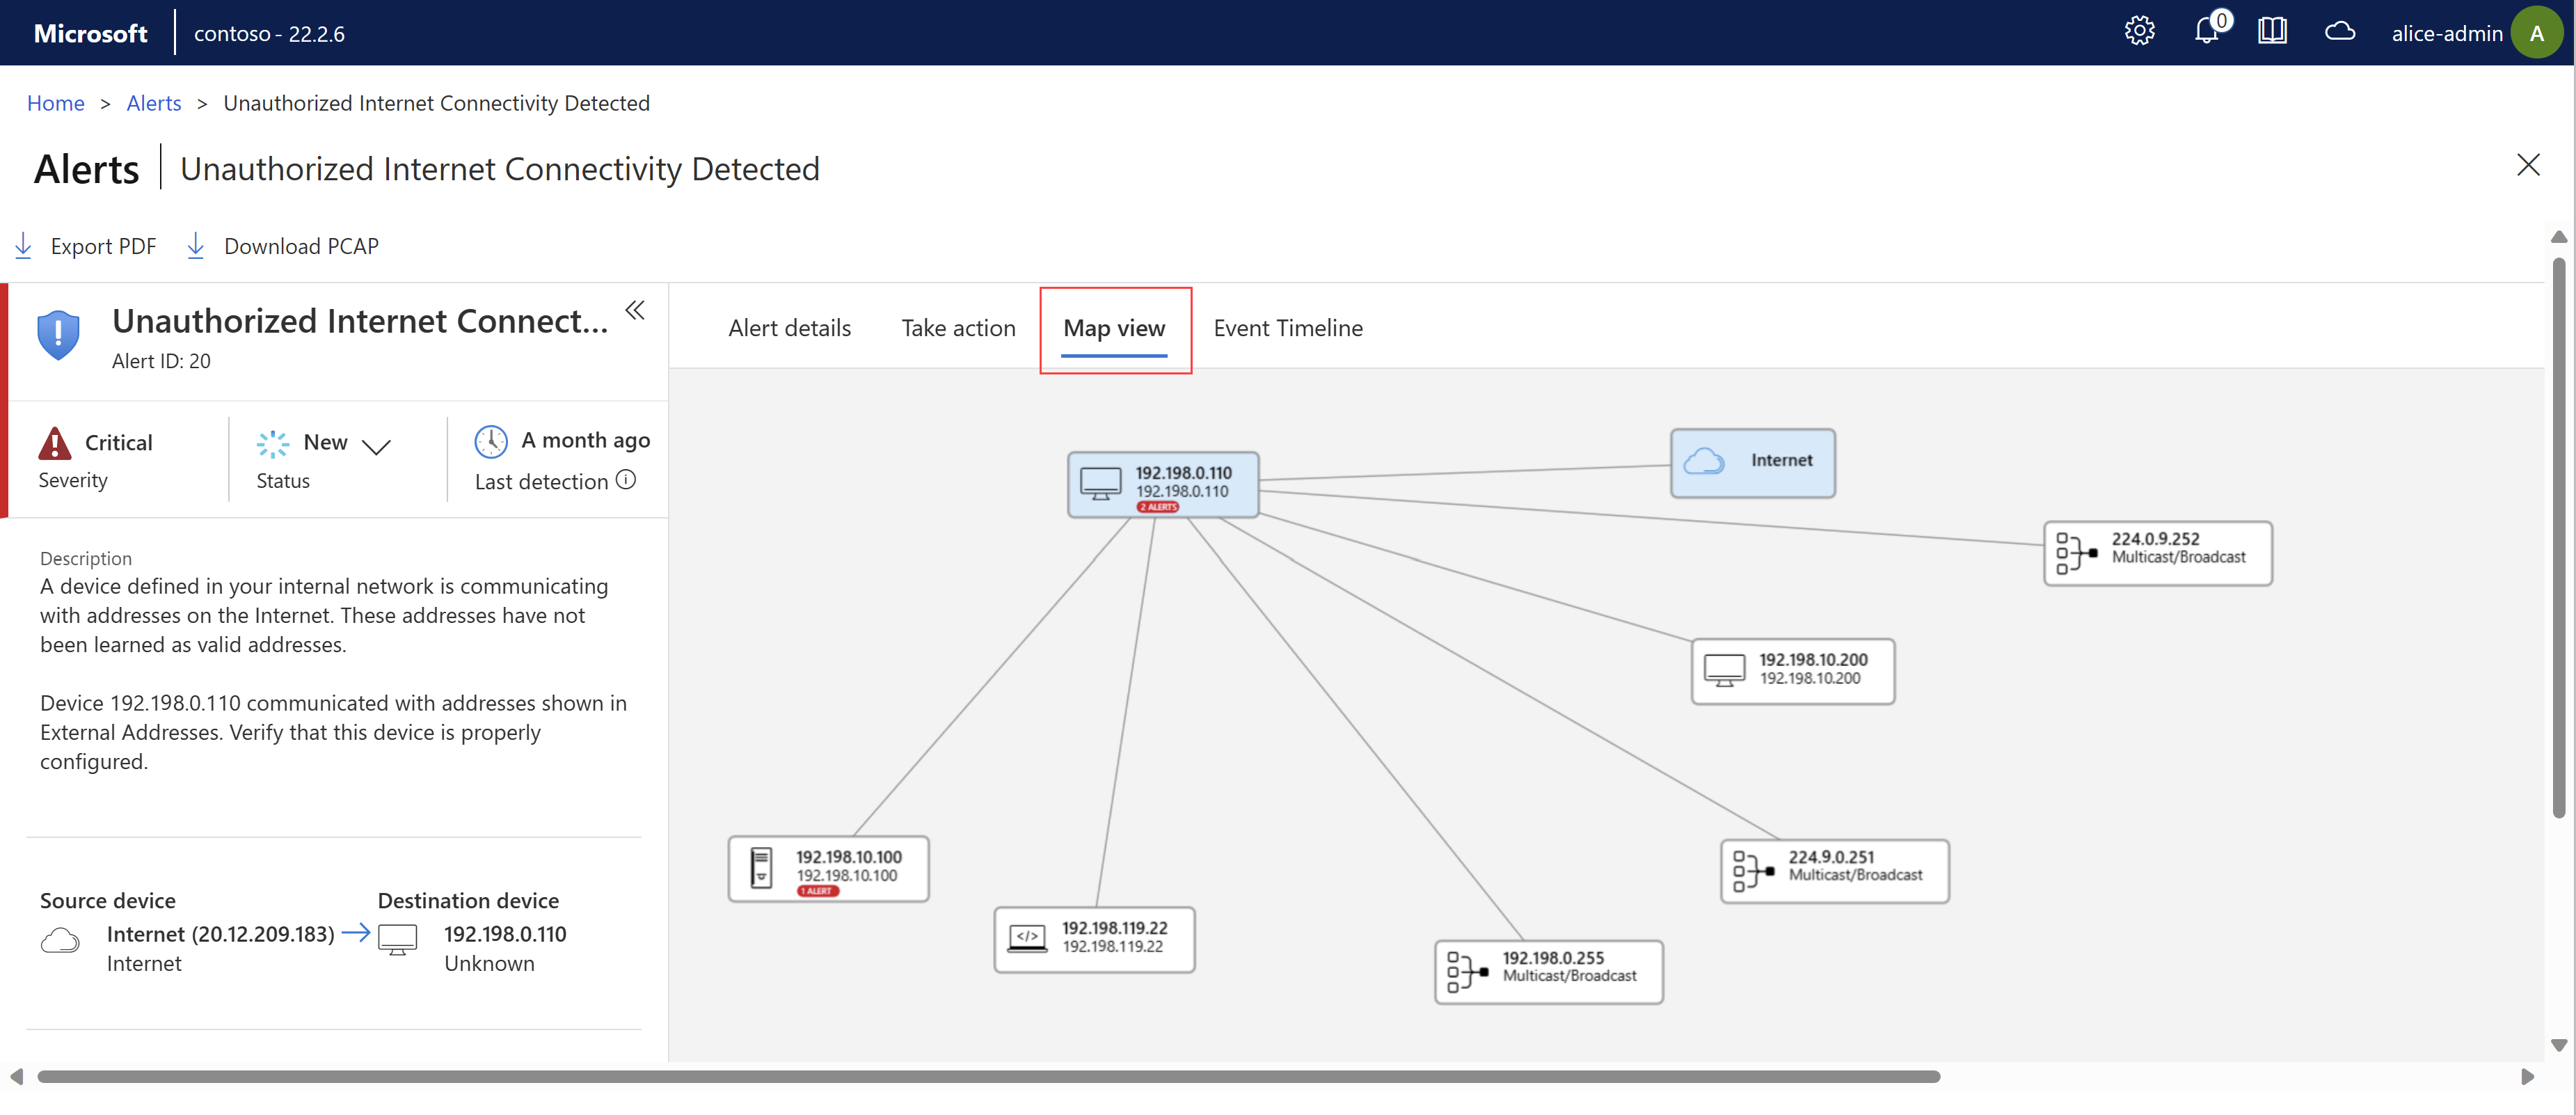 Microsoft
contoso - 22.2.6
0
alice-admin
A
Home > Alerts > Unauthorized Internet Connectivity Detected
Alerts
Unauthorized Internet Connectivity Detected
Export PDF
Download PCAP
Unauthorized Internet Connect...
Alert ID: 20
Critical
Severity
New
Status
A month ago
Last detection
Description
A device defined in your internal network is communicating
with addresses on the Internet. These addresses have not
been learned as valid addresses.
Device 192.198.0.110 communicated with addresses shown in
External Addresses. Verify that this device is properly
configured.
Source device
Internet (20.12.209.183)
Internet
Destination device
192.198.0.110
Unknown
Alert details
Take action
Map view
Event Timeline
192.198.0.110
192.198.0.110
2 ALERTS
Internet
224.0.9.252
Multicast/Broadcast
192.198.10.200
192.198.10.200
192.198.10.100
192.198.10.100
1 ALERT
224.9.0.251
Multicast/Broadcast
192.198.119.22
192.198.119.22
192.198.0.255
Multicast/Broadcast